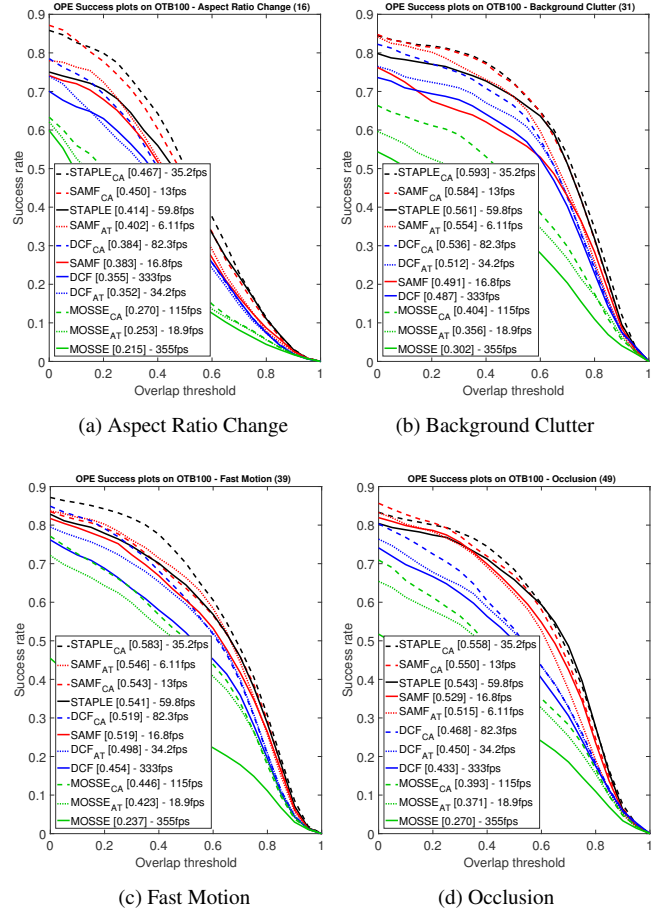 OPE Success plots on OTB100 - Aspect Ratio Change (16)
Success rate
0.9
0.8
0.7
0.6
0.5
0.4
0.3
0.2
0.1
0
STAPLE_CA [0.467] - 35.2fps
SAMF_CA [0.450] - 13fps
STAPLE [0.414] - 59.8fps
SAMF_AT [0.402] - 6.11fps
DCF_CA [0.384] - 82.3fps
SAMF [0.383] - 16.8fps
DCF [0.355] - 333fps
DCF_AT [0.352] - 34.2fps
MOSSE_CA [0.270] - 115fps
MOSSE_AT [0.253] - 18.9fps
MOSSE [0.215] - 355fps
0 0.2 0.4 0.6 0.8 1
Overlap threshold
(a) Aspect Ratio Change
OPE Success plots on OTB100 - Background Clutter (31)
Success rate
0.9
0.8
0.7
0.6
0.5
0.4
0.3
0.2
0.1
0
STAPLE_CA [0.593] - 35.2fps
SAMF_CA [0.584] - 13fps
STAPLE [0.561] - 59.8fps
SAMF_AT [0.554] - 6.11fps
DCF_CA [0.536] - 82.3fps
DCF_AT [0.512] - 34.2fps
SAMF [0.491] - 16.8fps
DCF [0.487] - 333fps
MOSSE_CA [0.404] - 115fps
MOSSE_AT [0.356] - 18.9fps
MOSSE [0.302] - 355fps
0 0.2 0.4 0.6 0.8 1
Overlap threshold
(b) Background Clutter
OPE Success plots on OTB100 - Fast Motion (39)
Success rate
0.9
0.8
0.7
0.6
0.5
0.4
0.3
0.2
0.1
0
STAPLE_CA [0.583] - 35.2fps
SAMF_AT [0.546] - 6.11fps
SAMF_CA [0.543] - 13fps
STAPLE [0.541] - 59.8fps
DCF_CA [0.519] - 82.3fps
SAMF [0.519] - 16.8fps
DCF_AT [0.498] - 34.2fps
DCF [0.454] - 333fps
MOSSE_CA [0.446] - 115fps
MOSSE_AT [0.423] - 18.9fps
MOSSE [0.237] - 355fps
0 0.2 0.4 0.6 0.8 1
Overlap threshold
(c) Fast Motion
OPE Success plots on OTB100 - Occlusion (49)
Success rate
0.9
0.8
0.7
0.6
0.5
0.4
0.3
0.2
0.1
0
STAPLE_CA [0.558] - 35.2fps
SAMF_CA [0.550] - 13fps
STAPLE [0.543] - 59.8fps
SAMF [0.529] - 16.8fps
SAMF_AT [0.515] - 6.11fps
DCF_CA [0.468] - 82.3fps
DCF_AT [0.450] - 34.2fps
DCF [0.433] - 333fps
MOSSE_CA [0.393] - 115fps
MOSSE_AT [0.371] - 18.9fps
MOSSE [0.270] - 355fps
0 0.2 0.4 0.6 0.8 1
Overlap threshold
(d) Occlusion